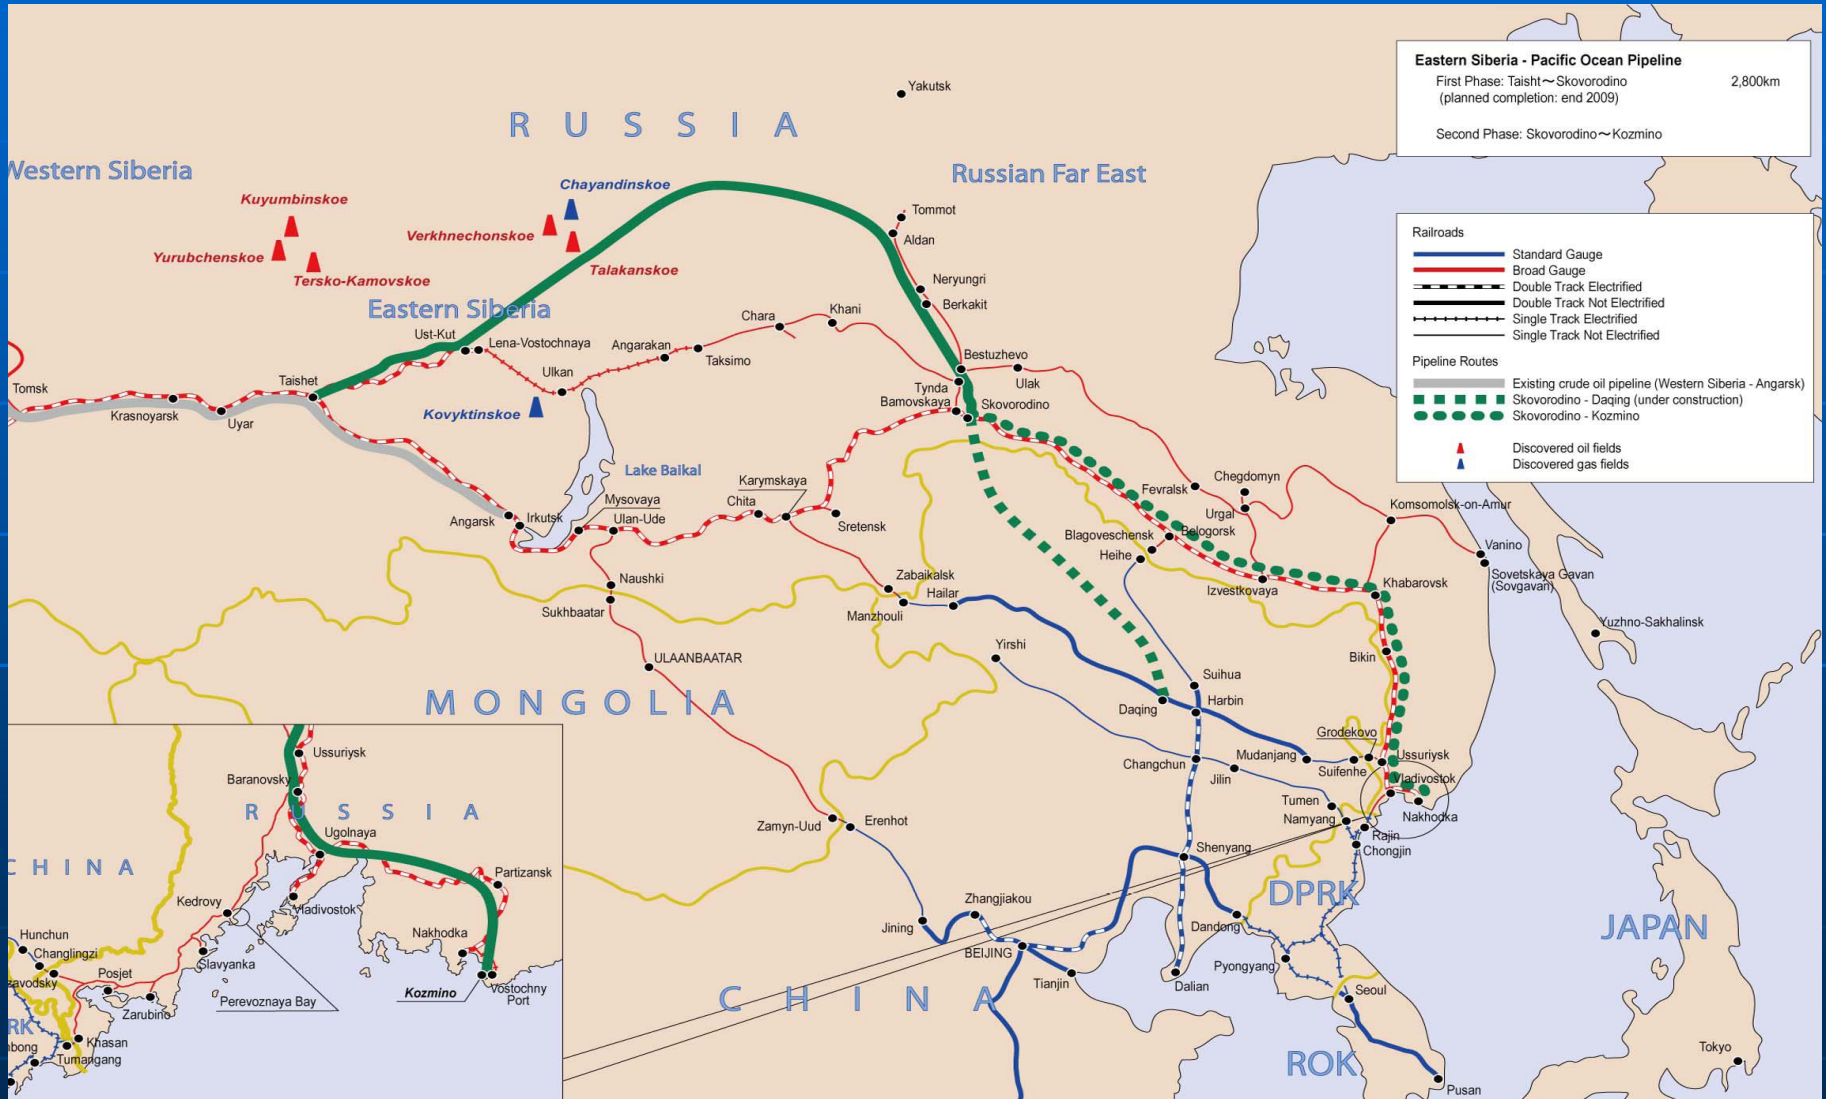 Eastern Siberia - Pacific Ocean Pipeline
First Phase: Taisht～Skovorodino 2,800km
(planned completion: end 2009)
Second Phase: Skovorodino～Kozmino
Railroads
Standard Gauge
Broad Gauge
Double Track Electrified
Double Track Not Electrified
Single Track Electrified
Single Track Not Electrified
Pipeline Routes
Existing crude oil pipeline (Western Siberia - Angarsk)
Skovorodino - Daqing (under construction)
Skovorodino - Kozmino
Discovered oil fields
Discovered gas fields
Yakutsk
RUSSIA
Western Siberia
Russian Far East
Chayandinskoe
Kuyumbinskoe
Tommot
Verkhnechonskoe
Aldan
Yurubchenskoe
Talakanskoe
Tersko-Kamovskoe
Neryungri
Eastern Siberia
Berkakit
Khani
Chara
Ust-Kut
Lena-Vostochnaya
Angarakan
Taksimo
Bestuzhevo
Ulkan
Ulak
Taishet
Tomsk
Tynda
Bamovskaya
Skovorodino
Krasnoyarsk
Kovyktinskoe
Uyar
Lake Baikal
Karymskaya
Chegdomyn
Fevralsk
Mysovaya
Chita
Komsomolsk-on-Amur
Angarsk
Irkutsk
Ulan-Ude
Sretensk
Urgal
Blagoveschensk
Belogorsk
Heihe
Vanino
Sovetskaya Gavan
(Sovgavan)
Naushki
Zabaikalsk
Hailar
Izvestkovaya
Khabarovsk
Sukhbaatar
Manzhouli
Yuzhno-Sakhalinsk
Yirshi
Bikin
ULAANBAATAR
Suihua
MONGOLIA
Daqing
Harbin
Grodekovo
Mudanjang
Ussuriysk
Changchun
Suifenhe
Jilin
Vladivostok
Tumen
Nakhodka
Zamyn-Uud
Erenhot
Namyang
Rajin
Chongjin
Shenyang
DPRK
Zhangjiakou
Jining
Dandong
JAPAN
BEIJING
Pyongyang
Tianjin
Dalian
CHINA
Seoul
ROK
Tokyo
Pusan
Ussuriysk
Baranovsky
RUSSIA
Ugolnaya
CHINA
Partizansk
Kedrovy
Vladivostok
Nakhodka
Hunchun
Changlingzi
Slavyanka
zavodsky
Posjet
Kozmino
Vostochny
Port
Perevoznaya Bay
Zarubino
RK
Khasan
nbong
Tumangang